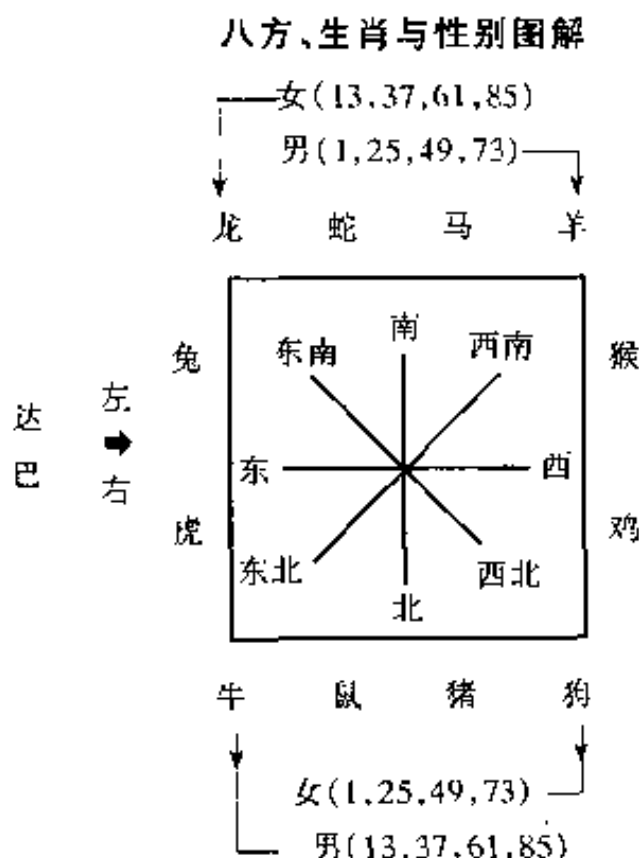 八方、生肖与性别图解
女(13,37,61,85)
男(1,25,49,73)
龙 蛇 马 羊
南
东南 西南
兔 猴
左
达
东 西
巴
右
虎 鸡
东北 西北
北
牛 鼠 猪 狗
女(1,25,49,73)
男(13,37,61,85)